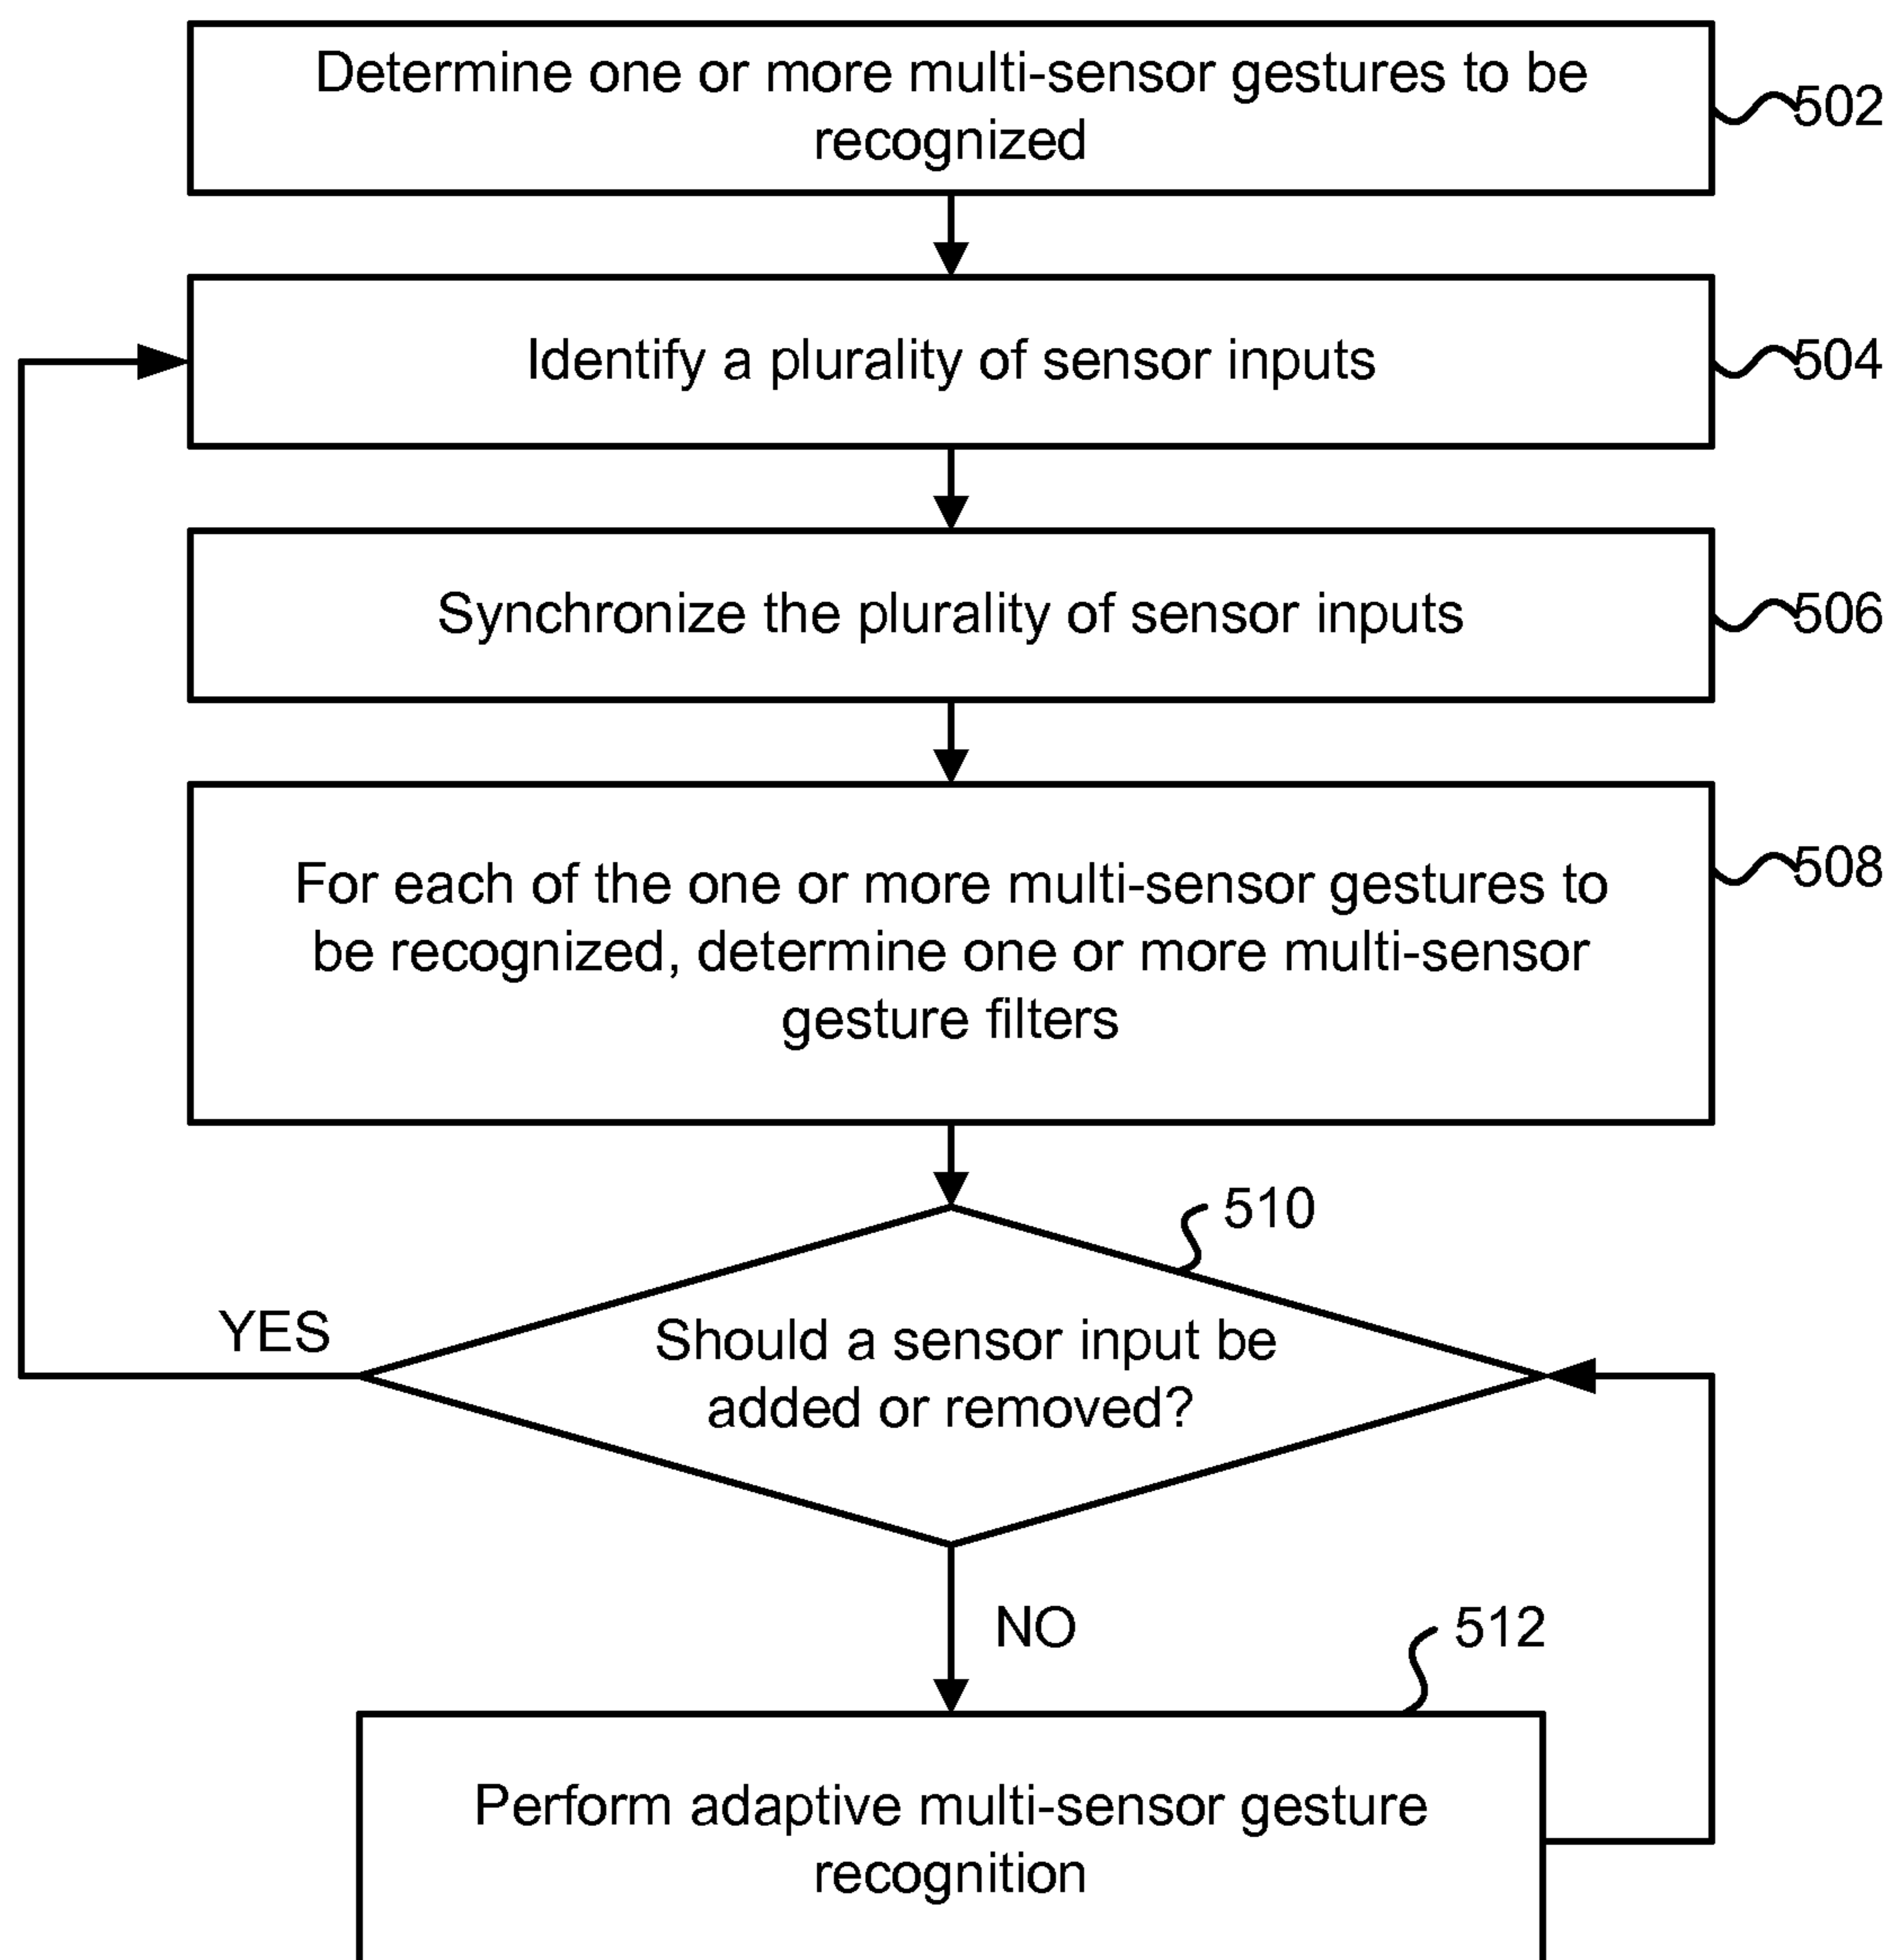 Determine one or more multi-sensor gestures to be
recognized
502
Identify a plurality of sensor inputs
504
Synchronize the plurality of sensor inputs
506
For each of the one or more multi-sensor gestures to
be recognized, determine one or more multi-sensor
gesture filters
508
510
YES
Should a sensor input be
added or removed?
NO
512
Perform adaptive multi-sensor gesture
recognition